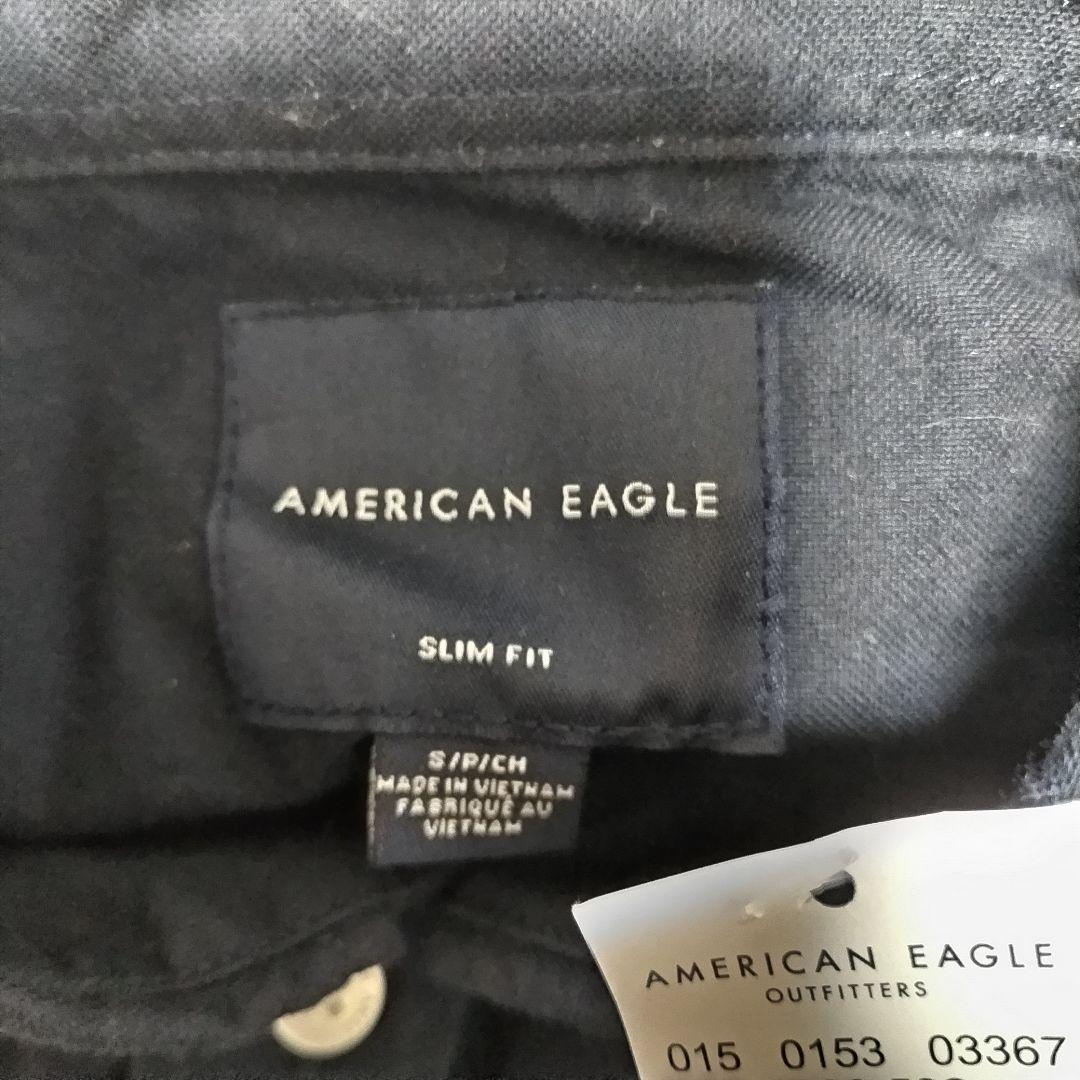 AMERICAN EAGLE
SLIM FIT
S/P/CH
MADE IN VIETNAM
FABRIQUÉ AU
VIETNAM
AMERICAN EAGLE
OUTFITTERS
015 0153 03367